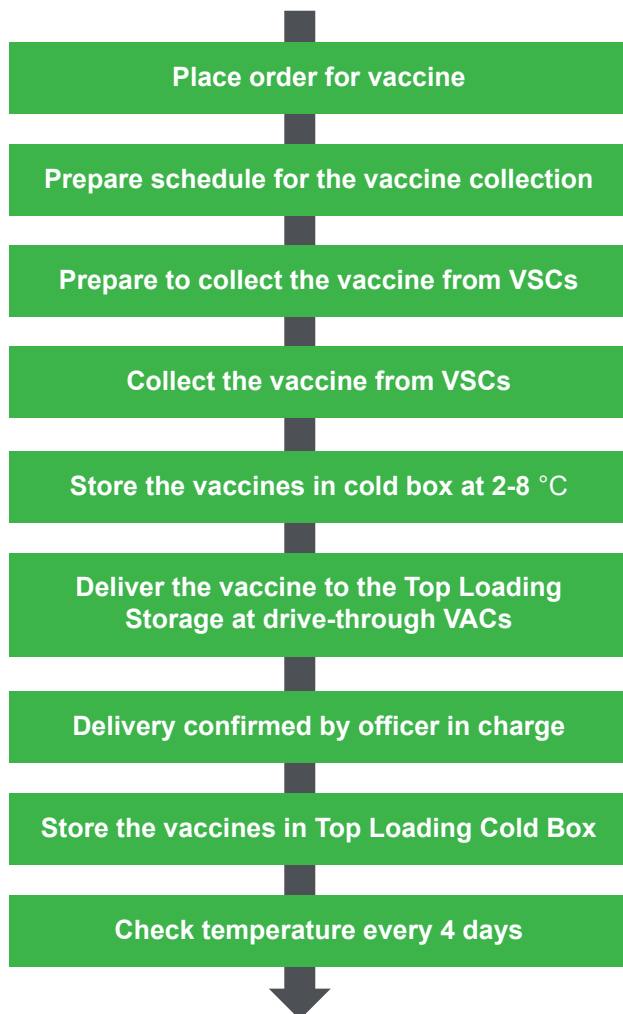 Place order for vaccine
Prepare schedule for the vaccine collection
Prepare to collect the vaccine from VSCs
Collect the vaccine from VSCs
Store the vaccines in cold box at 2-8 °C
Deliver the vaccine to the Top Loading
Storage at drive-through VACs
Delivery confirmed by officer in charge
Store the vaccines in Top Loading Cold Box
Check temperature every 4 days